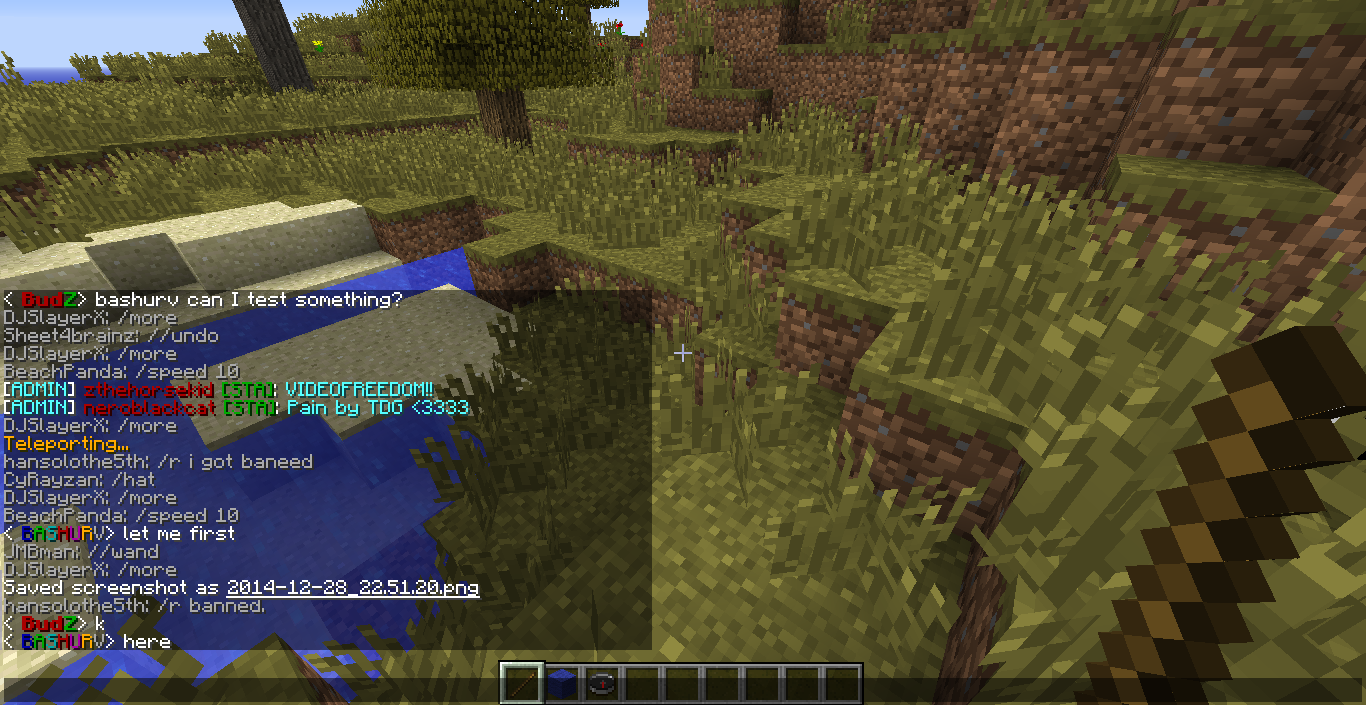 < BudZ> bashurv can I test something?
DJSlayerX: /more
Sheet4brainz: //undo
DJSlayerX: /more
BeachPanda: /speed 10
[ADMIN] zthehorsekid [STA]: VIDEOFREEDOM!!
[ADMIN] neroblackcat [STA]: Pain by TDG <3333
DJSlayerX: /more
Teleporting...
hansolothe5th: /r i got baneed
CyRayzan: /hat
DJSlayerX: /more
BeachPanda: /speed 10
< BASHURV> let me first
JMBman: //wand
DJSlayerX: /more
Saved screenshot as 2014-12-28_22.51.20.png
hansolothe5th: /r banned.
< BudZ> k
< BASHURV> here